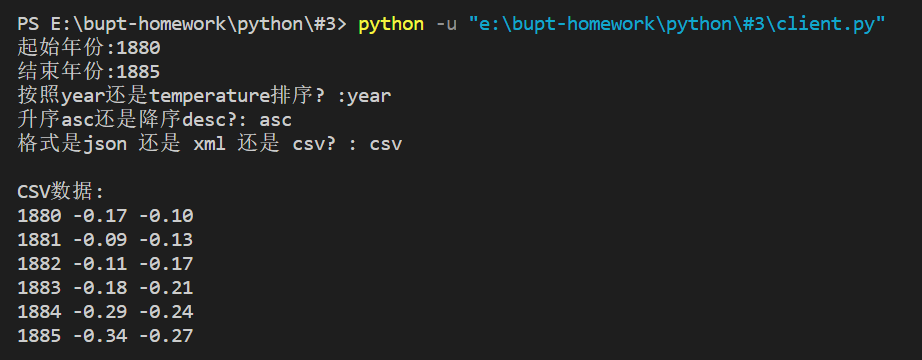 PS E:\bupt-homework\python\#3> python -u "e:\bupt-homework\python\#3\client.py"
起始年份:1880
结束年份:1885
按照year还是temperature排序? :year
升序asc还是降序desc?: asc
格式是json 还是 xml 还是 csv? : csv
CSV数据:
1880 -0.17 -0.10
1881 -0.09 -0.13
1882 -0.11 -0.17
1883 -0.18 -0.21
1884 -0.29 -0.24
1885 -0.34 -0.27